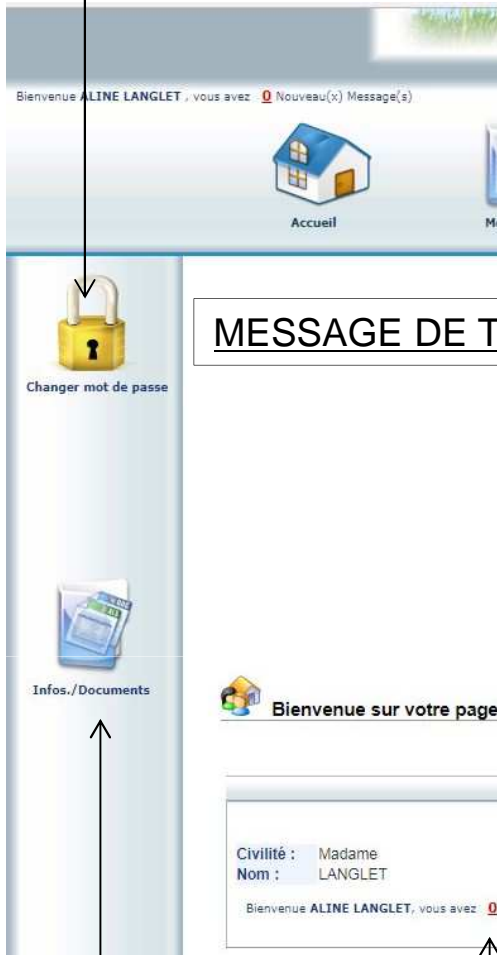 Bienvenue ALINE LANGLET , vous avez 0 Nouveau(x) Message(s)
Accueil
MESSAGE DE T
Changer mot de passe
Infos./Documents
Bienvenue sur votre page
Civilité : Madame
Nom : LANGLET
Bienvenue ALINE LANGLET, vous avez 0